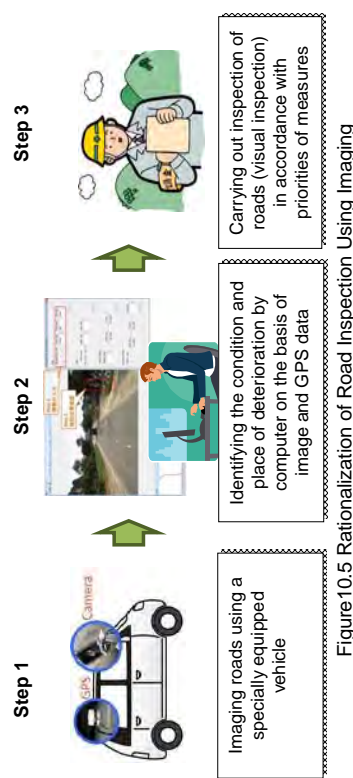 Step 1
Step 2
Step 3
GPS
Camera
Imaging roads using a
specially equipped
vehicle
Identifying the condition and
place of deterioration by
computer on the basis of
image and GPS data
Carrying out inspection of
roads (visual inspection)
in accordance with
priorities of measures
Figure10.5 Rationalization of Road Inspection Using Imaging